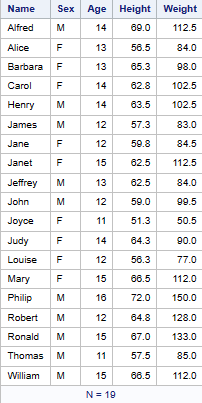 Name Sex Age Height Weight
Alfred M 14 69.0 112.5
Alice F 13 56.5 84.0
Barbara F 13 65.3 98.0
Carol F 14 62.8 102.5
Henry M 14 63.5 102.5
James M 12 57.3 83.0
Jane F 12 59.8 84.5
Janet F 15 62.5 112.5
Jeffrey M 13 62.5 84.0
John M 12 59.0 99.5
Joyce F 11 51.3 50.5
Judy F 14 64.3 90.0
Louise F 12 56.3 77.0
Mary F 15 66.5 112.0
Philip M 16 72.0 150.0
Robert M 12 64.8 128.0
Ronald M 15 67.0 133.0
Thomas M 11 57.5 85.0
William M 15 66.5 112.0
N = 19